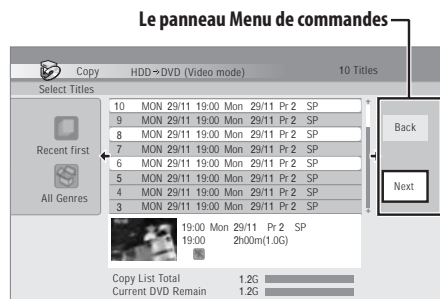 Le panneau Menu de commandes
Copy HDD→DVD (Video mode) 10 Titles
Select Titles
10 MON 29/11 19:00 Mon 29/11 Pr 2 SP
9 MON 29/11 19:00 Mon 29/11 Pr 2 SP
8 MON 29/11 19:00 Mon 29/11 Pr 2 SP
7 MON 29/11 19:00 Mon 29/11 Pr 2 SP
6 MON 29/11 19:00 Mon 29/11 Pr 2 SP
5 MON 29/11 19:00 Mon 29/11 Pr 2 SP
4 MON 29/11 19:00 Mon 29/11 Pr 2 SP
3 MON 29/11 19:00 Mon 29/11 Pr 2 SP
Recent first
All Genres
Back
Next
19:00 Mon 29/11 Pr 2 SP
19:00 2h00m(1.0G)
Copy List Total 1.2G
Current DVD Remain 1.2G